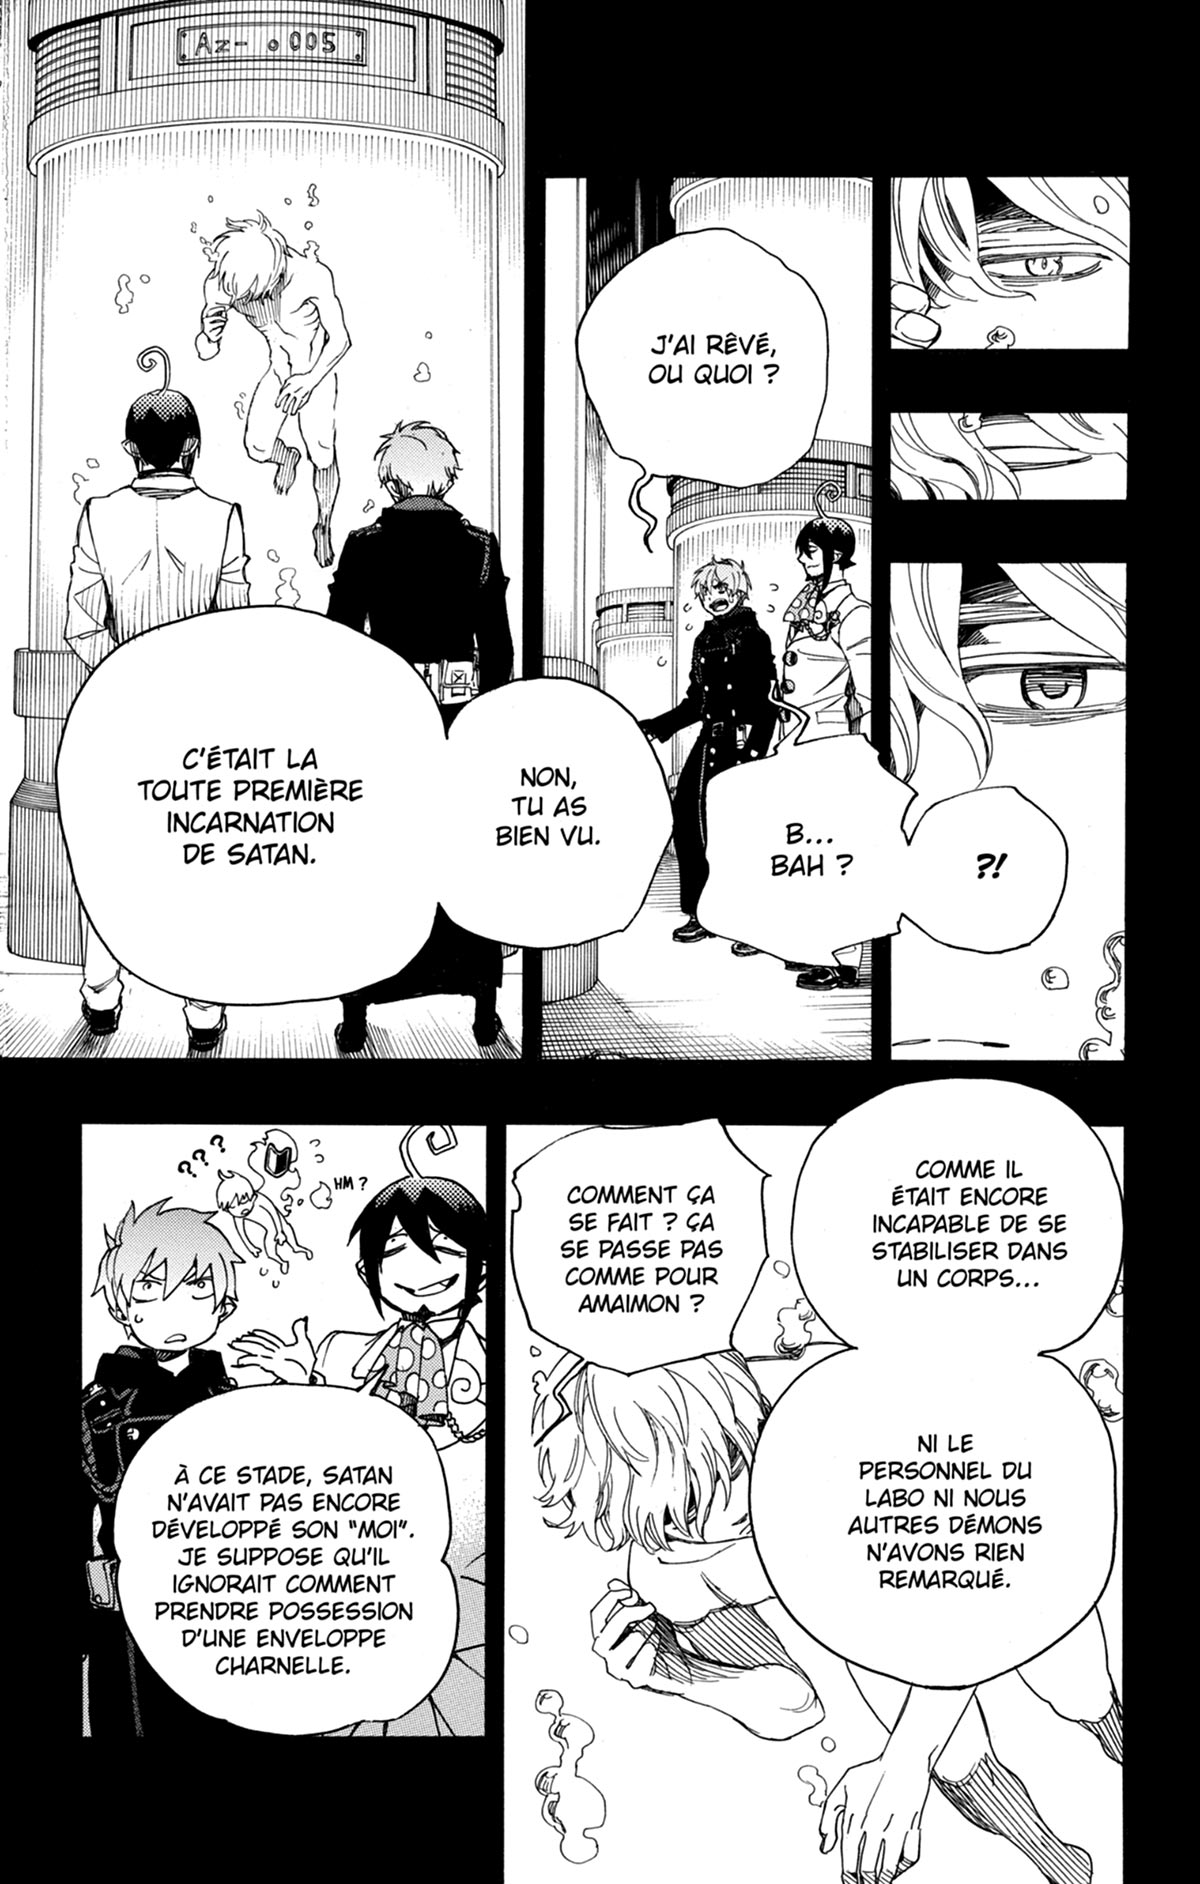 ?!
B...
BAH ?
J'AI RÊVÉ,
OU QUOI ?
Az- 0005
NON,
TU AS
BIEN VU.
C'ÉTAIT LA
TOUTE PREMIÈRE
INCARNATION
DE SATAN.
COMME IL
ÉTAIT ENCORE
INCAPABLE DE SE
STABILISER DANS
UN CORPS...
NI LE
PERSONNEL DU
LABO NI NOUS
AUTRES DÉMONS
N'AVONS RIEN
REMARQUÉ.
COMMENT ÇA
SE FAIT ? ÇA
SE PASSE PAS
COMME POUR
AMAIMON ?
???
HM ?
À CE STADE, SATAN
N'AVAIT PAS ENCORE
DÉVELOPPÉ SON "MOI".
JE SUPPOSE QU'IL
IGNORAIT COMMENT
PRENDRE POSSESSION
D'UNE ENVELOPPE
CHARNELLE.